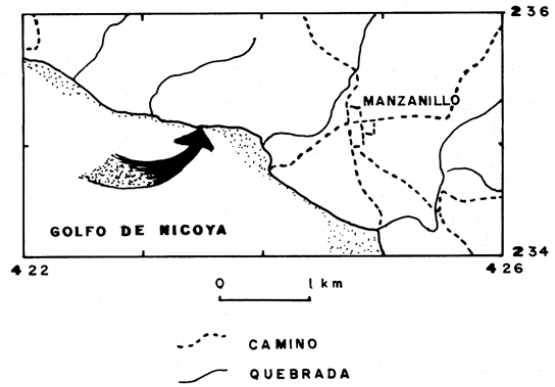 236
MANZANILLO
GOLFO DE NICOYA
234
422
426
0 1 km
CAMINO
QUEBRADA